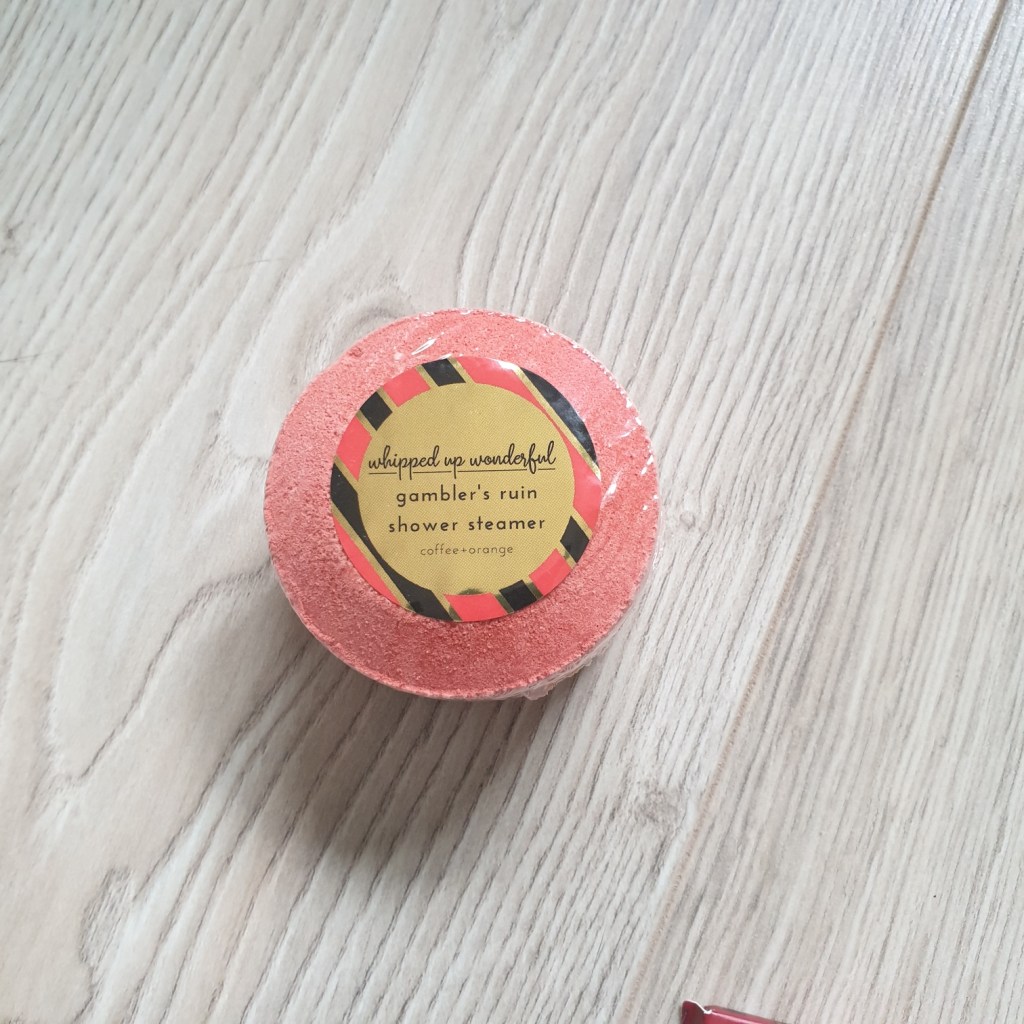 whipped up wonderful
gambler's ruin
shower steamer
coffee+orange